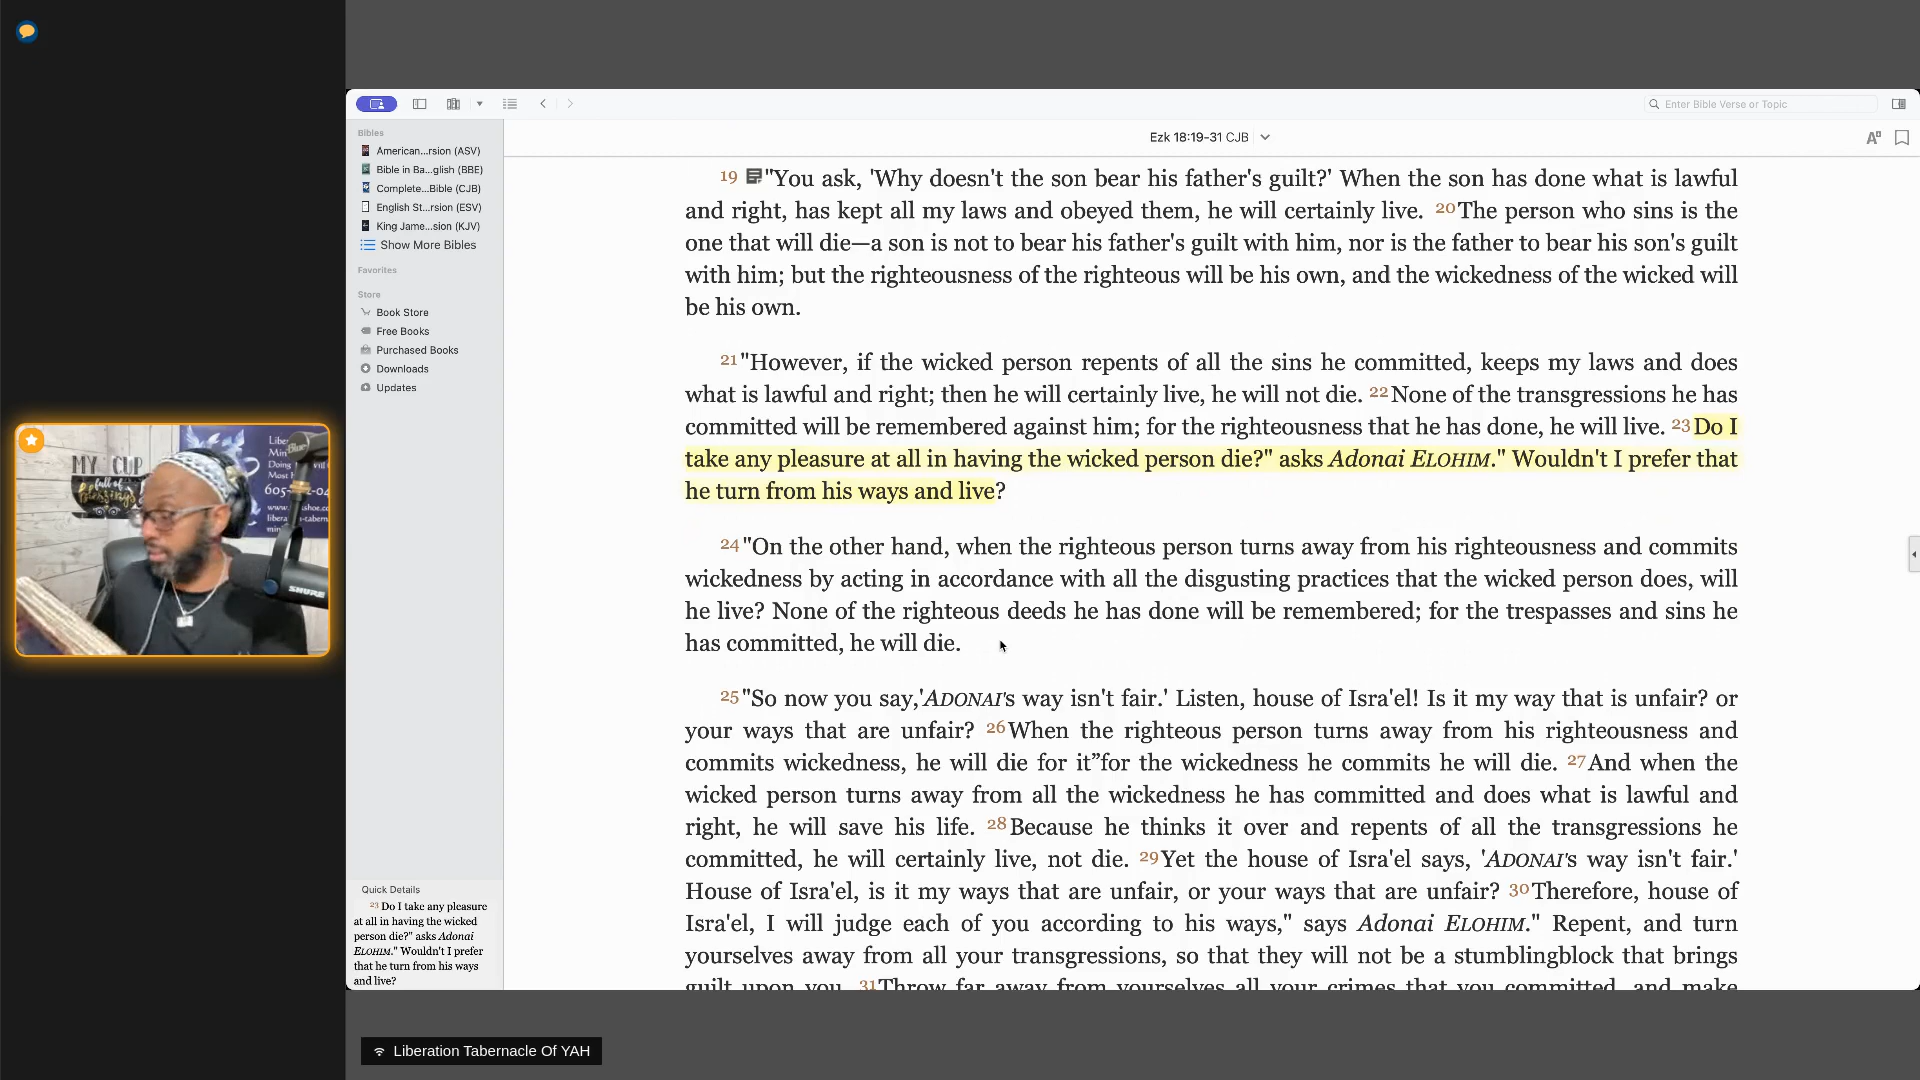 Enter Bible Verse or Topic
Bibles
American...rsion (ASV)
Bible in Ba...glish (BBE)
Complete...Bible (CJB)
English St...rsion (ESV)
King Jame...sion (KJV)
Show More Bibles
Favorites
Store
Book Store
Free Books
Purchased Books
Downloads
Updates
Ezk 18:19-31 CJB
19 "You ask, 'Why doesn't the son bear his father's guilt?' When the son has done what is lawful
and right, has kept all my laws and obeyed them, he will certainly live. 20 The person who sins is the
one that will die—a son is not to bear his father's guilt with him, nor is the father to bear his son's guilt
with him; but the righteousness of the righteous will be his own, and the wickedness of the wicked will
be his own.
21 "However, if the wicked person repents of all the sins he committed, keeps my laws and does
what is lawful and right; then he will certainly live, he will not die. 22 None of the transgressions he has
committed will be remembered against him; for the righteousness that he has done, he will live. 23 Do I
take any pleasure at all in having the wicked person die?" asks Adonai ELOHIM." Wouldn't I prefer that
he turn from his ways and live?
24 "On the other hand, when the righteous person turns away from his righteousness and commits
wickedness by acting in accordance with all the disgusting practices that the wicked person does, will
he live? None of the righteous deeds he has done will be remembered; for the trespasses and sins he
has committed, he will die.
25 "So now you say,'ADONAI's way isn't fair.' Listen, house of Isra'el! Is it my way that is unfair? or
your ways that are unfair? 26 When the righteous person turns away from his righteousness and
commits wickedness, he will die for it”for the wickedness he commits he will die. 27 And when the
wicked person turns away from all the wickedness he has committed and does what is lawful and
right, he will save his life. 28 Because he thinks it over and repents of all the transgressions he
committed, he will certainly live, not die. 29 Yet the house of Isra'el says, 'ADONAI's way isn't fair.'
House of Isra'el, is it my ways that are unfair, or your ways that are unfair? 30 Therefore, house of
Isra'el, I will judge each of you according to his ways," says Adonai ELOHIM." Repent, and turn
yourselves away from all your transgressions, so that they will not be a stumblingblock that brings
guilt upon you. 31 Throw far away from yourselves all your crimes that you committed, and make
Quick Details
23 Do I take any pleasure
at all in having the wicked
person die?" asks Adonai
ELOHIM." Wouldn't I prefer
that he turn from his ways
and live?
MY CUP
full of
Blessings
SHURE
Liberation Tabernacle Of YAH